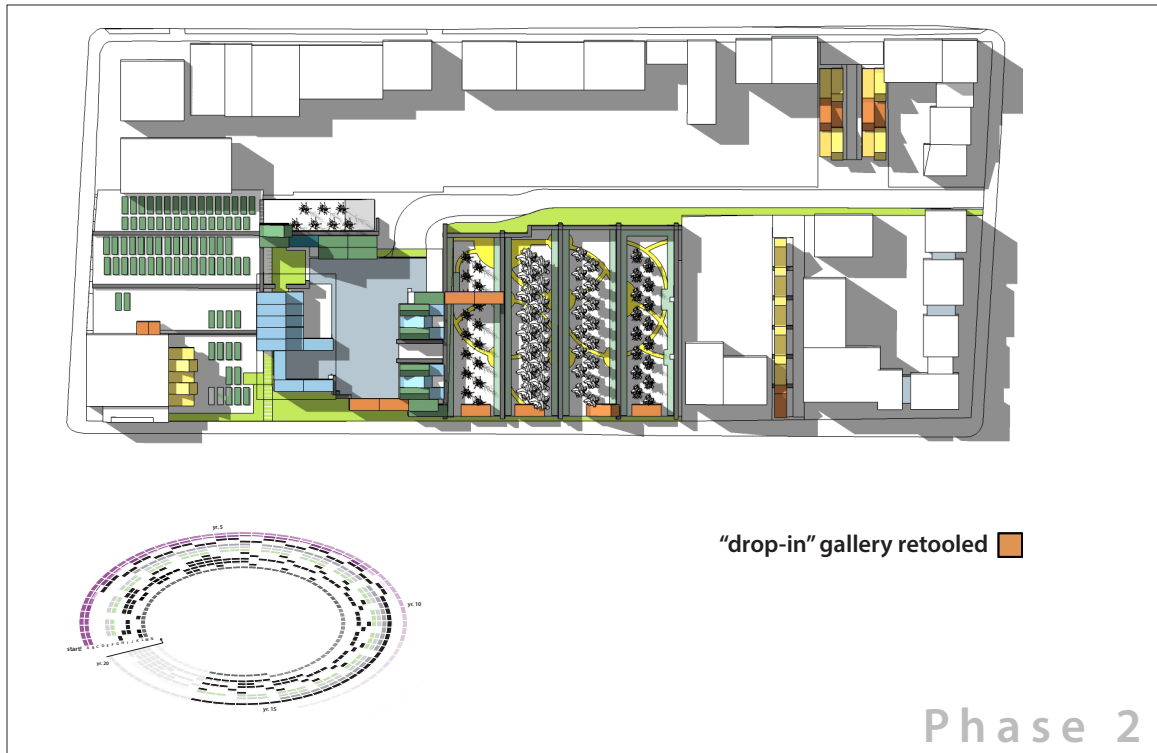 yr. 5
"drop-in" gallery retooled
yr. 10
start!
yr. 20
yr. 15
Phase 2